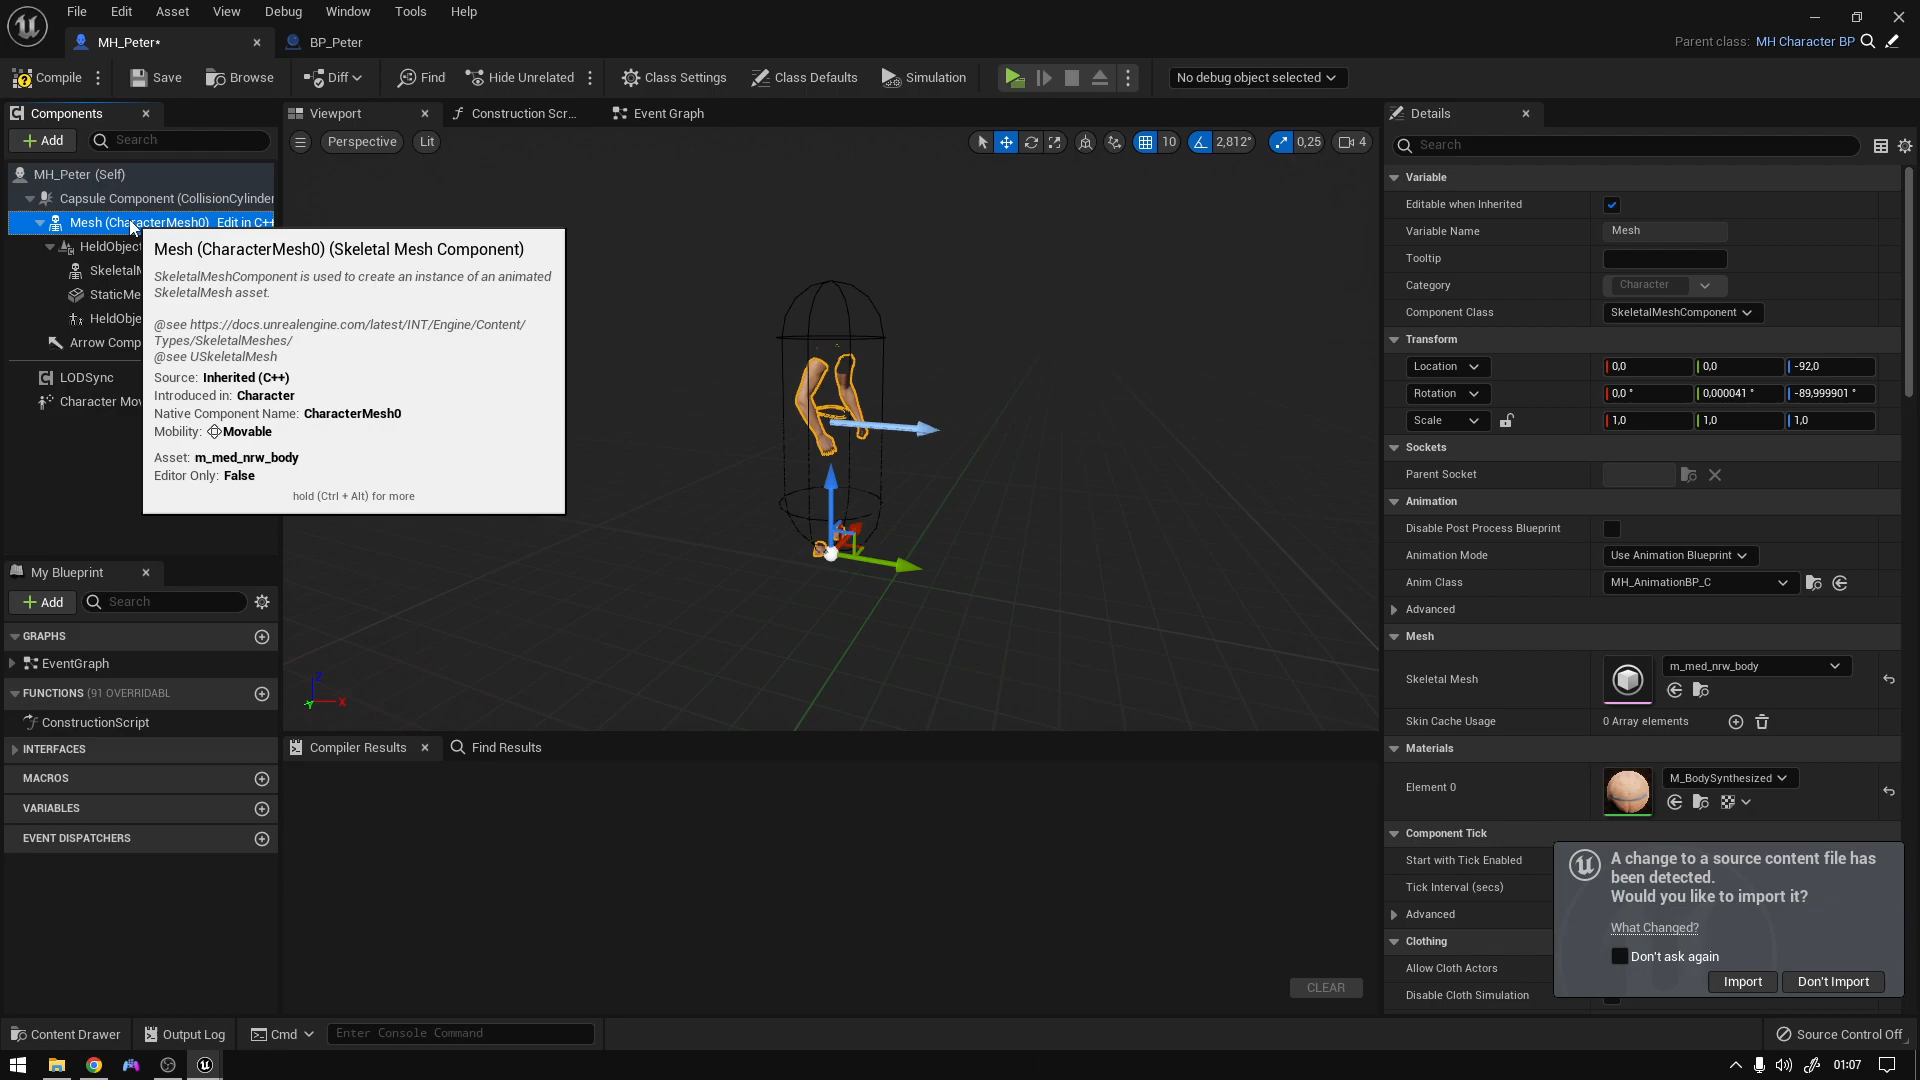 File Edit Asset View Debug Window Tools Help
MH_Peter*
BP_Peter
Parent class: MH Character BP
Compile
Save
Browse
Diff
Find
Hide Unrelated
Class Settings
Class Defaults
Simulation
No debug object selected
Components
Add
Search
MH_Peter (Self)
Capsule Component (CollisionCylinder
Mesh (CharacterMesh0) Edit in C++
HeldObject
SkeletalM
StaticMe
HeldObje
Arrow Comp
LODSync
Character Mov
Mesh (CharacterMesh0) (Skeletal Mesh Component)
SkeletalMeshComponent is used to create an instance of an animated
SkeletalMesh asset.
@see https://docs.unrealengine.com/latest/INT/Engine/Content/
Types/SkeletalMeshes/
@see USkeletalMesh
Source: Inherited (C++)
Introduced in: Character
Native Component Name: CharacterMesh0
Mobility: Movable
Asset: m_med_nrw_body
Editor Only: False
hold (Ctrl + Alt) for more
My Blueprint
Add
Search
GRAPHS
EventGraph
FUNCTIONS (91 OVERRIDABL
ConstructionScript
INTERFACES
MACROS
VARIABLES
EVENT DISPATCHERS
Viewport
Construction Scr...
Event Graph
Perspective
Lit
10
2,812°
0,25
4
Z
X
Y
Compiler Results
Find Results
CLEAR
Details
Search
Variable
Editable when Inherited
Variable Name Mesh
Tooltip
Category Character
Component Class SkeletalMeshComponent
Transform
Location 0,0 0,0 -92,0
Rotation 0,0 ° 0,000041 ° -89,999901 °
Scale 1,0 1,0 1,0
Sockets
Parent Socket
Animation
Disable Post Process Blueprint
Animation Mode Use Animation Blueprint
Anim Class MH_AnimationBP_C
Advanced
Mesh
Skeletal Mesh m_med_nrw_body
Skin Cache Usage 0 Array elements
Materials
Element 0 M_BodySynthesized
Component Tick
Start with Tick Enabled
Tick Interval (secs)
Advanced
Clothing
Allow Cloth Actors
Disable Cloth Simulation
A change to a source content file has
been detected.
Would you like to import it?
What Changed?
Don't ask again
Import
Don't Import
Content Drawer
Output Log
Cmd
Enter Console Command
Source Control Off
01:07